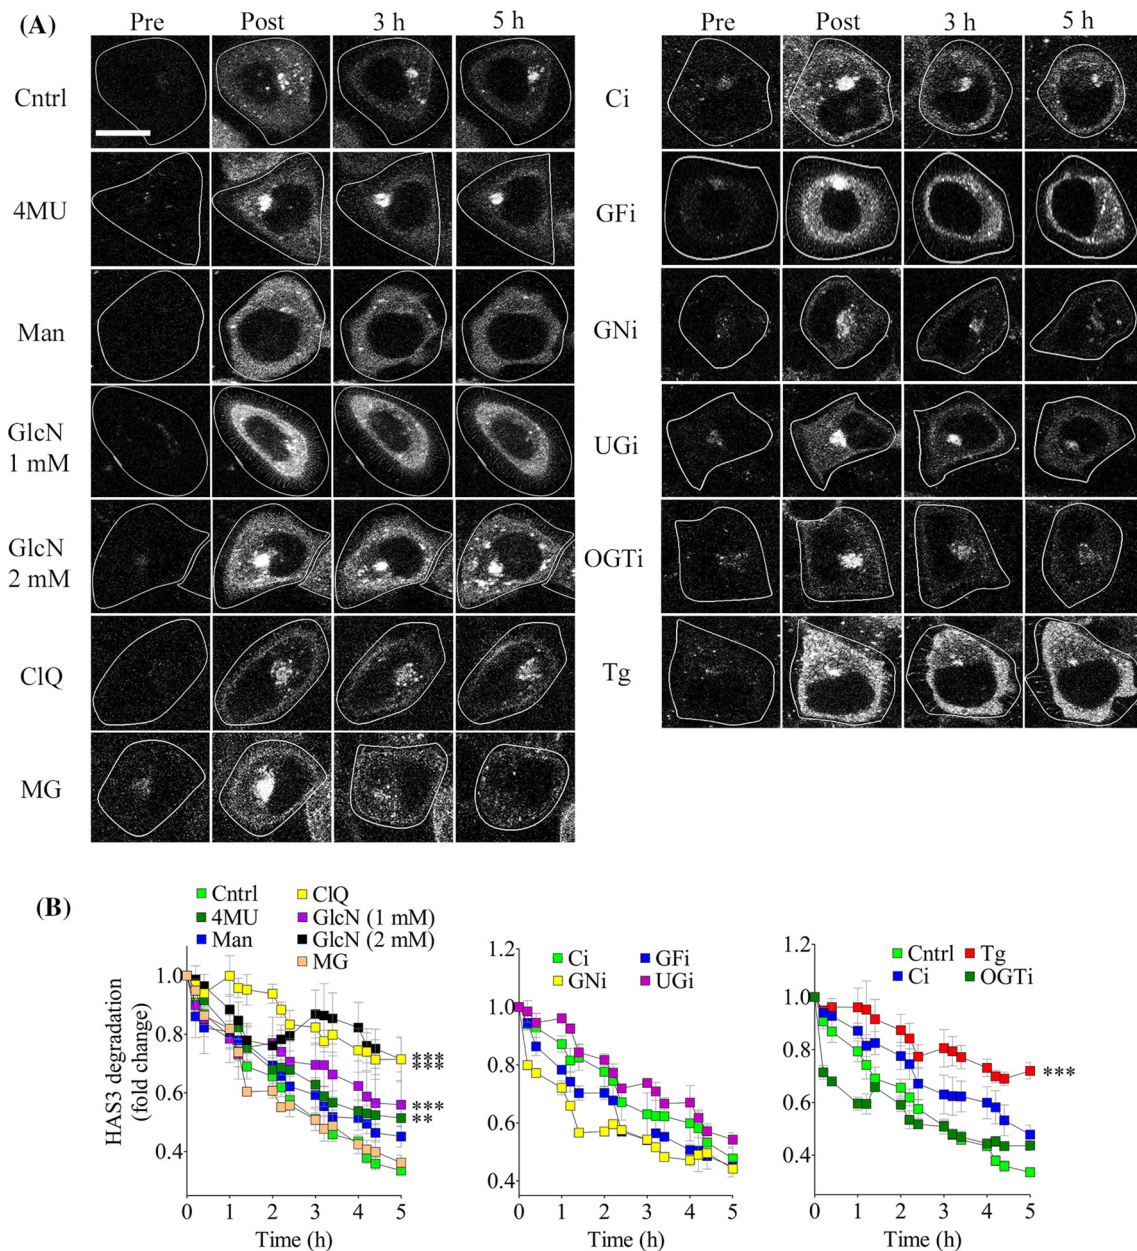 (A)
Pre Post 3 h 5 h
Cntrl
4MU
Man
GlcN
1 mM
GlcN
2 mM
ClQ
MG
Pre Post 3 h 5 h
Ci
GFi
GNi
UGi
OGTi
Tg
(B)
Cntrl ClQ
4MU GlcN (1 mM)
Man GlcN (2 mM)
MG
HAS3 degradation
(fold change)
1.0
0.8
0.6
0.4
***
***
***
**
0 1 2 3 4 5
Time (h)
Ci GFi
GNi UGi
1.2
1.0
0.8
0.6
0.4
0 1 2 3 4 5
Time (h)
Cntrl Tg
Ci OGTi
1.2
1.0
0.8
0.6
0.4
***
0 1 2 3 4 5
Time (h)